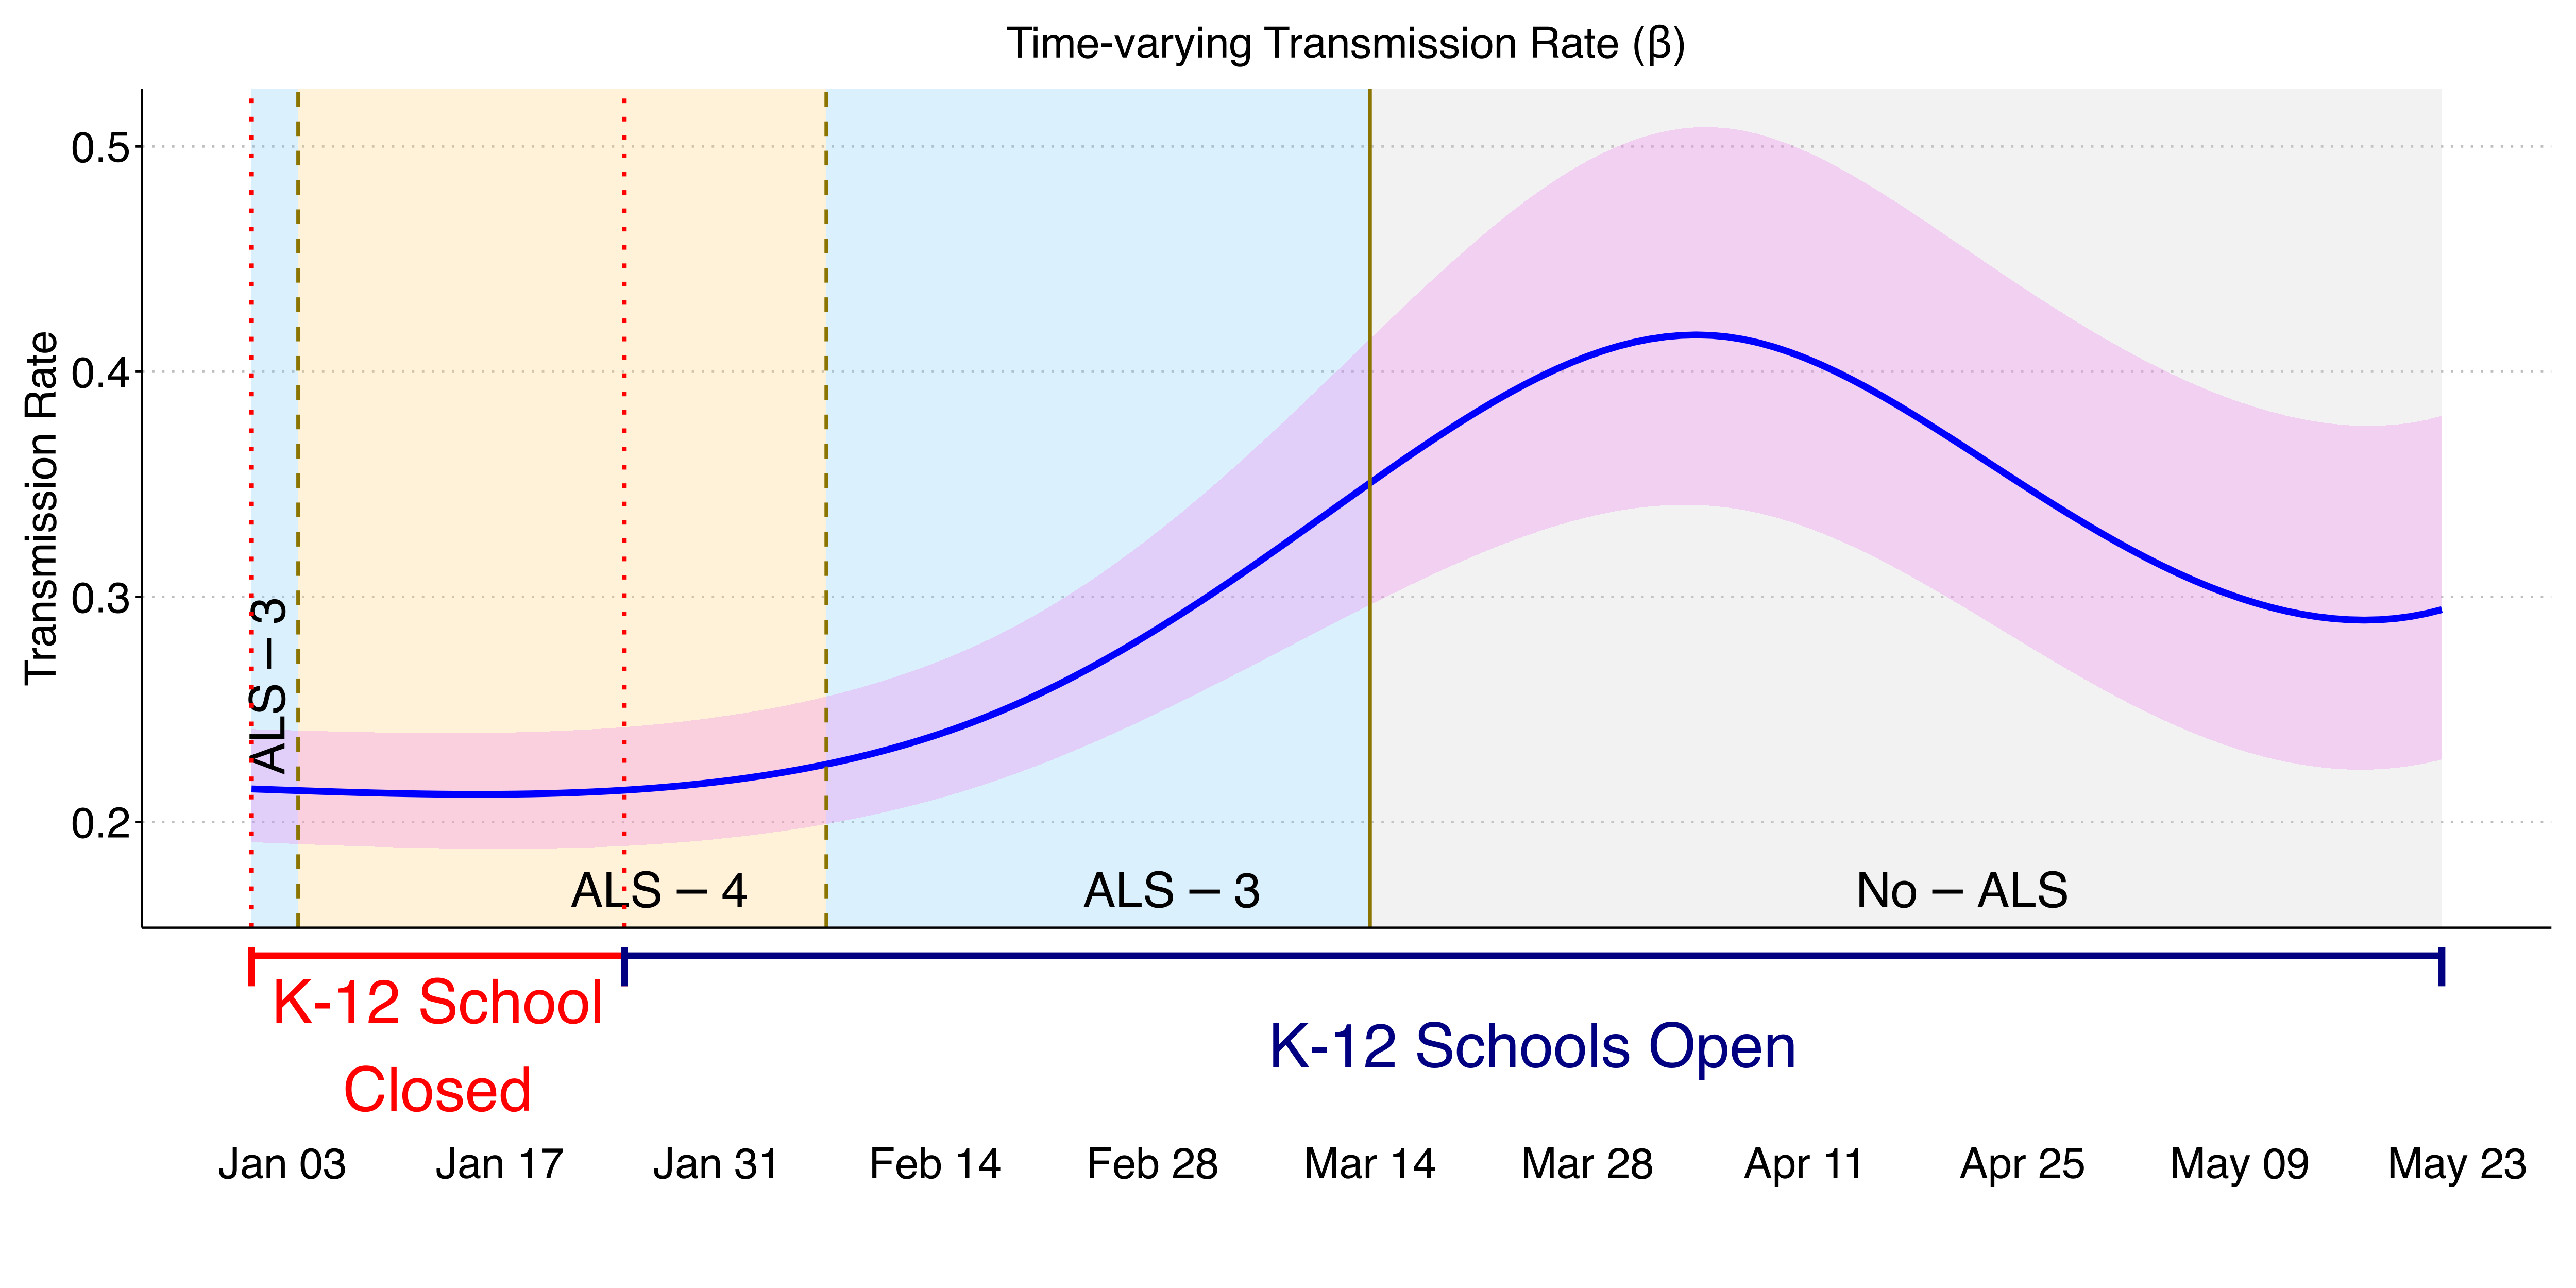 Time-varying Transmission Rate (β)
Transmission Rate
0.5
0.4
0.3
0.2
ALS – 3
ALS – 4
ALS – 3
No – ALS
K-12 School
Closed
K-12 Schools Open
Jan 03
Jan 17
Jan 31
Feb 14
Feb 28
Mar 14
Mar 28
Apr 11
Apr 25
May 09
May 23